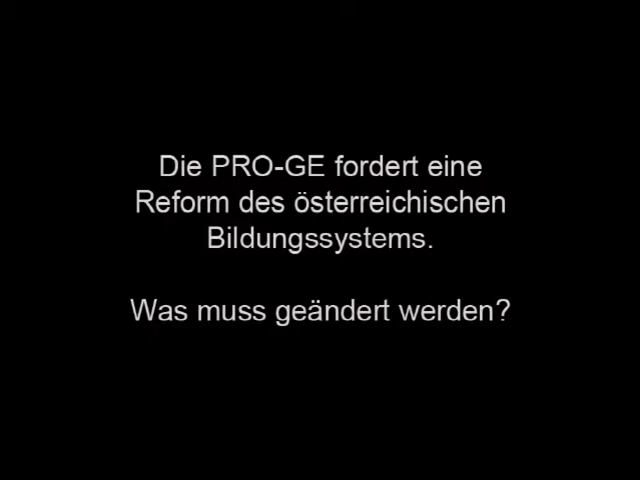 Die PRO-GE fordert eine
Reform des österreichischen
Bildungssystems.
Was muss geändert werden?